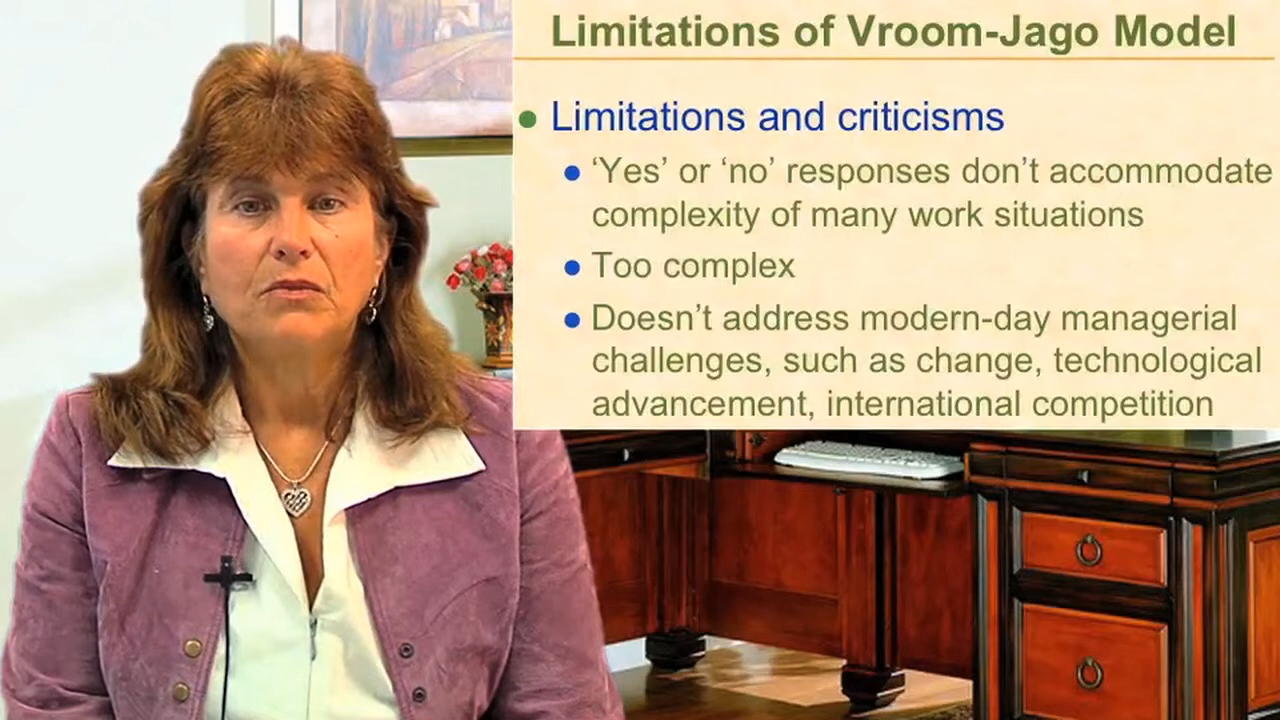 Limitations of Vroom-Jago Model
Limitations and criticisms
‘Yes’ or ‘no’ responses don’t accommodate
complexity of many work situations
Too complex
Doesn’t address modern-day managerial
challenges, such as change, technological
advancement, international competition